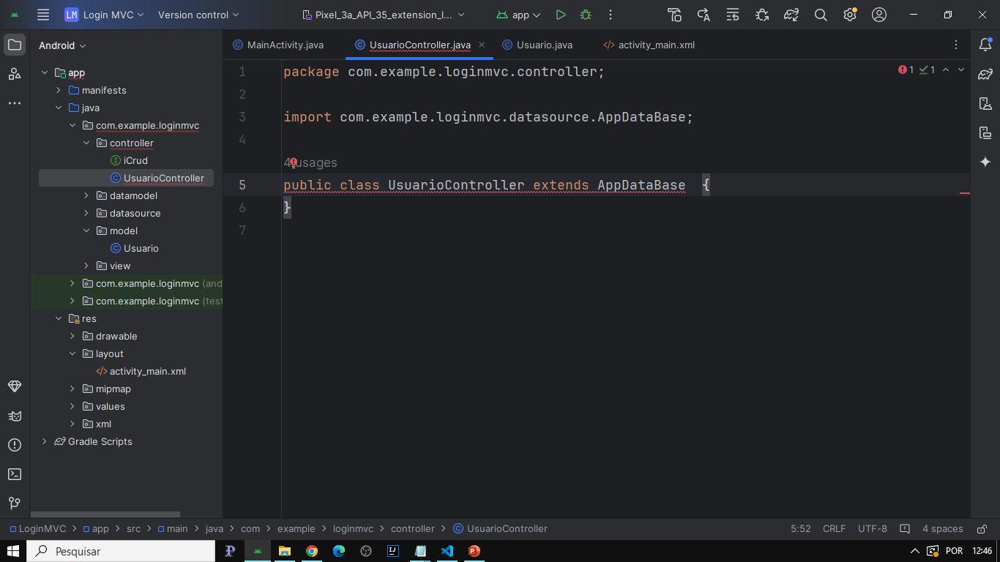 LM Login MVC Version control Pixel_3a_API_35_extension_l... app
Android
MainActivity.java UsuarioController.java Usuario.java </> activity_main.xml
app
manifests
java
com.example.loginmvc
controller
iCrud
UsuarioController
datamodel
datasource
model
Usuario
view
com.example.loginmvc (and
com.example.loginmvc (test
res
drawable
layout
</> activity_main.xml
mipmap
values
xml
Gradle Scripts
1 package com.example.loginmvc.controller;
1 1
2
3 import com.example.loginmvc.datasource.AppDataBase;
4
4 usages
5 public class UsuarioController extends AppDataBase {
6 }
7
LoginMVC > app > src > main > java > com > example > loginmvc > controller > UsuarioController 5:52 CRLF UTF-8 4 spaces
Pesquisar POR 12:46